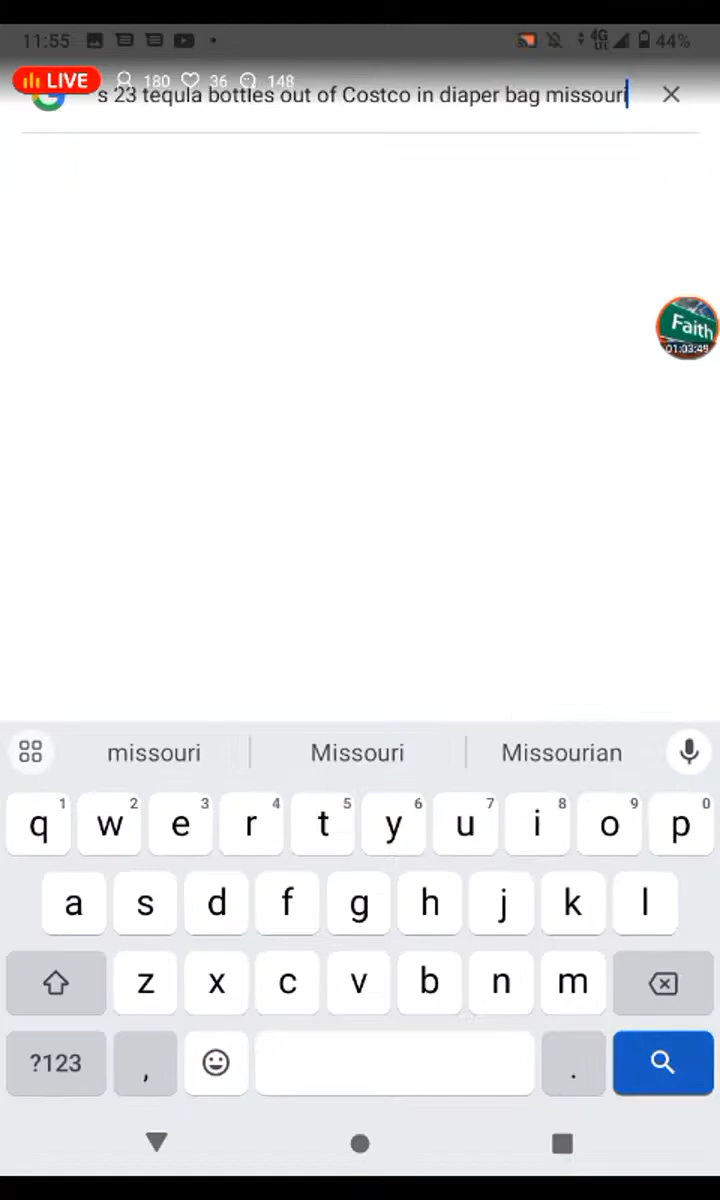 11:55 4G LTE 44%
LIVE 180 36 148
s 23 tequla bottles out of Costco in diaper bag missouri
Faith
01:03:49
missouri Missouri Missourian
q1 w2 e3 r4 t5 y6 u7 i8 o9 p0
a s d f g h j k l
z x c v b n m
?123 , .